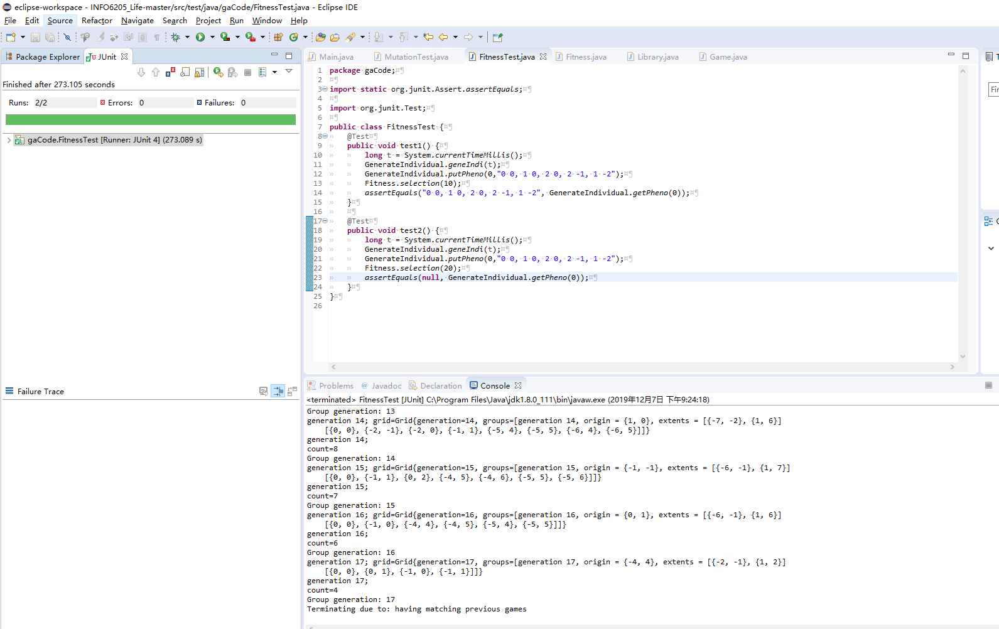 eclipse-workspace - INFO6205_Life-master/src/test/java/gaCode/FitnessTest.java - Eclipse IDE
File Edit Source Refactor Navigate Search Project Run Window Help
Package Explorer JUnit
Finished after 273.105 seconds
Runs: 2/2 Errors: 0 Failures: 0
gaCode.FitnessTest [Runner: JUnit 4] (273.089 s)
Failure Trace
Main.java MutationTest.java FitnessTest.java Fitness.java Library.java Game.java
1 package gaCode;
2
3 import static org.junit.Assert.assertEquals;
4
5 import org.junit.Test;
6
7 public class FitnessTest {
8 @Test
9 public void test1() {
10 long t = System.currentTimeMillis();
11 GenerateIndividual.geneIndi(t);
12 GenerateIndividual.putPheno(0,"0 0, 1 0, 2 0, 2 -1, 1 -2");
13 Fitness.selection(10);
14 assertEquals("0 0, 1 0, 2 0, 2 -1, 1 -2", GenerateIndividual.getPheno(0));
15 }
16
17 @Test
18 public void test2() {
19 long t = System.currentTimeMillis();
20 GenerateIndividual.geneIndi(t);
21 GenerateIndividual.putPheno(0,"0 0, 1 0, 2 0, 2 -1, 1 -2");
22 Fitness.selection(20);
23 assertEquals(null, GenerateIndividual.getPheno(0));
24 }
25 }
26
Fin
Problems @ Javadoc Declaration Console
<terminated> FitnessTest [JUnit] C:\Program Files\Java\jdk1.8.0_111\bin\javaw.exe (2019年12月7日 下午9:24:18)
Group generation: 13
generation 14; grid=Grid{generation=14, groups=[generation 14, origin = {1, 0}, extents = [{-7, -2}, {1, 6}]
[{0, 0}, {-2, -1}, {-2, 0}, {-1, 1}, {-5, 4}, {-5, 5}, {-6, 4}, {-6, 5}]]}
generation 14;
count=8
Group generation: 14
generation 15; grid=Grid{generation=15, groups=[generation 15, origin = {-1, -1}, extents = [{-6, -1}, {1, 7}]
[{0, 0}, {-1, 1}, {0, 2}, {-4, 5}, {-4, 6}, {-5, 5}, {-5, 6}]]}
generation 15;
count=7
Group generation: 15
generation 16; grid=Grid{generation=16, groups=[generation 16, origin = {0, 1}, extents = [{-6, -1}, {1, 6}]
[{0, 0}, {-1, 0}, {-4, 4}, {-4, 5}, {-5, 4}, {-5, 5}]]}
generation 16;
count=6
Group generation: 16
generation 17; grid=Grid{generation=17, groups=[generation 17, origin = {-4, 4}, extents = [{-2, -1}, {1, 2}]
[{0, 0}, {0, 1}, {-1, 0}, {-1, 1}]]}
generation 17;
count=4
Group generation: 17
Terminating due to: having matching previous games